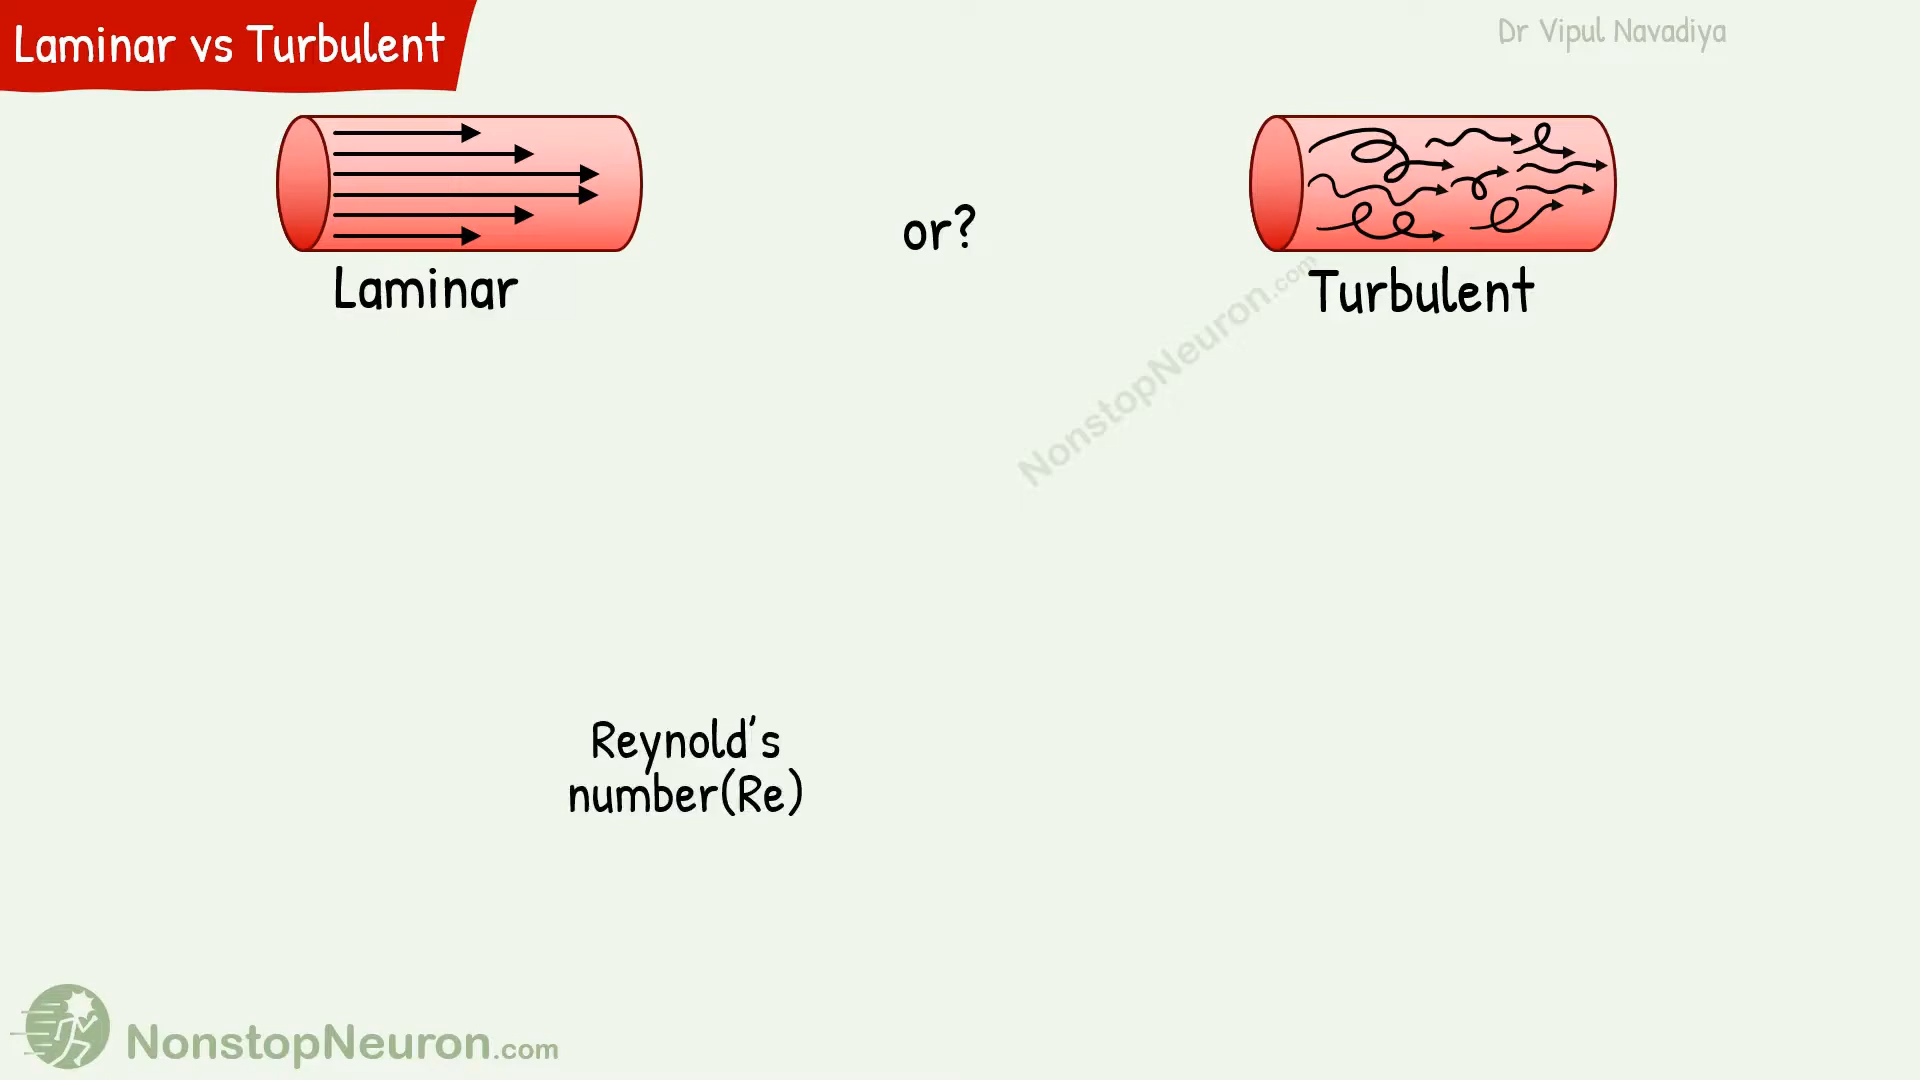 Laminar vs Turbulent
Dr Vipul Navadiya
or?
Laminar
Turbulent
NonstopNeuron.com
Reynold's
number(Re)
NonstopNeuron.com